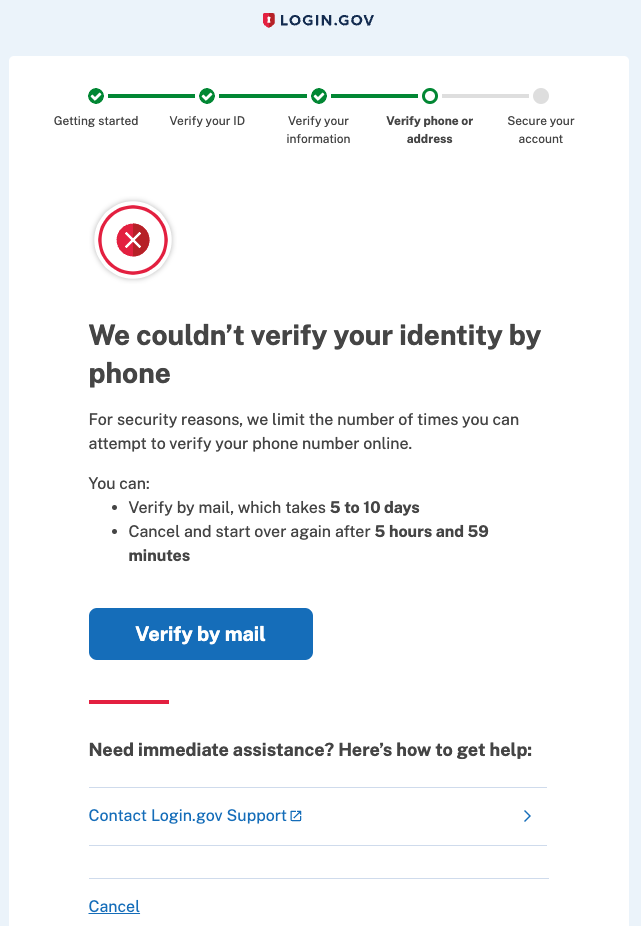 LOGIN.GOV
Getting started
Verify your ID
Verify your
information
Verify phone or
address
Secure your
account
We couldn’t verify your identity by
phone
For security reasons, we limit the number of times you can
attempt to verify your phone number online.
You can:
• Verify by mail, which takes 5 to 10 days
• Cancel and start over again after 5 hours and 59
minutes
Verify by mail
Need immediate assistance? Here’s how to get help:
Contact Login.gov Support
Cancel